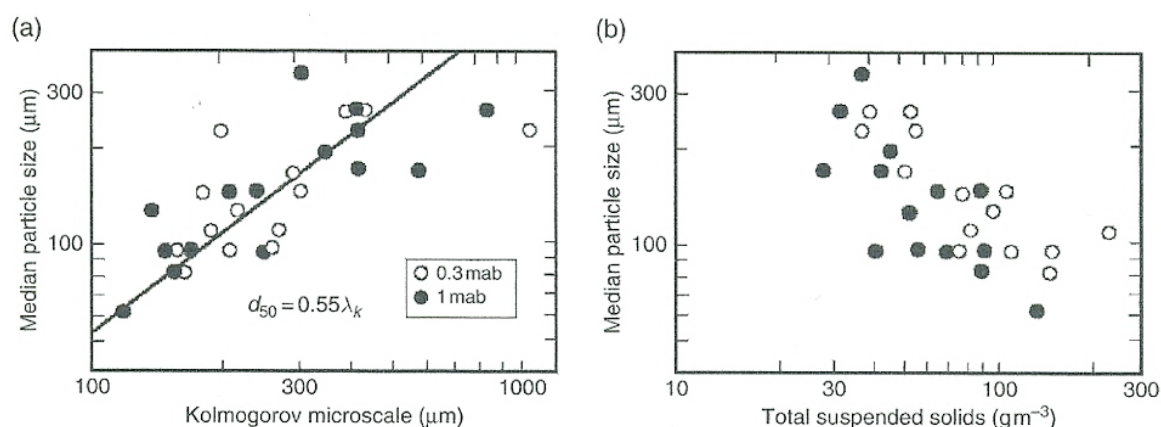 (a)
300
100
Median particle size (μm)
0.3 mab
1 mab
d50 = 0.55λk
100
300
1000
Kolmogorov microscale (μm)
(b)
300
100
Median particle size (μm)
10
30
100
300
Total suspended solids (gm⁻³)